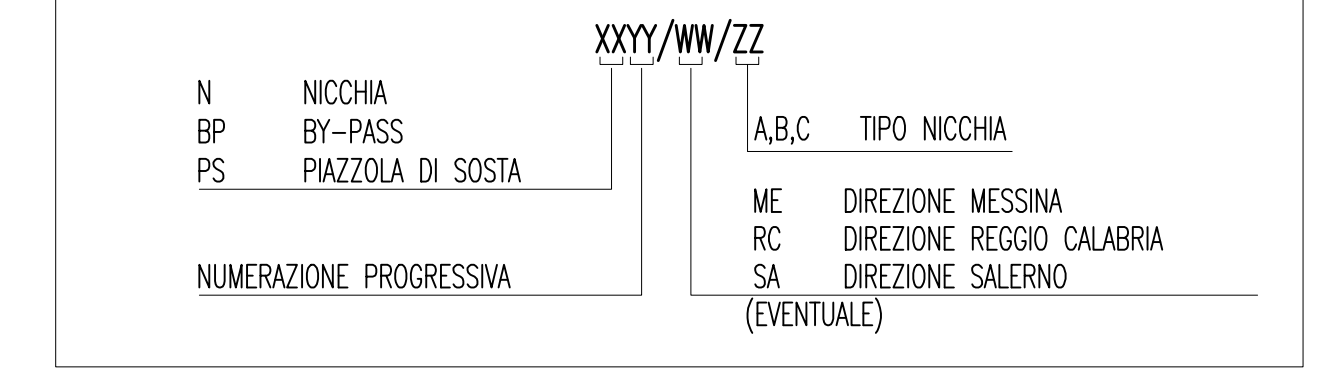 XXYY/WW/ZZ
N NICCHIA
BP BY-PASS
PS PIAZZOLA DI SOSTA
NUMERAZIONE PROGRESSIVA
A,B,C TIPO NICCHIA
ME DIREZIONE MESSINA
RC DIREZIONE REGGIO CALABRIA
SA DIREZIONE SALERNO
(EVENTUALE)